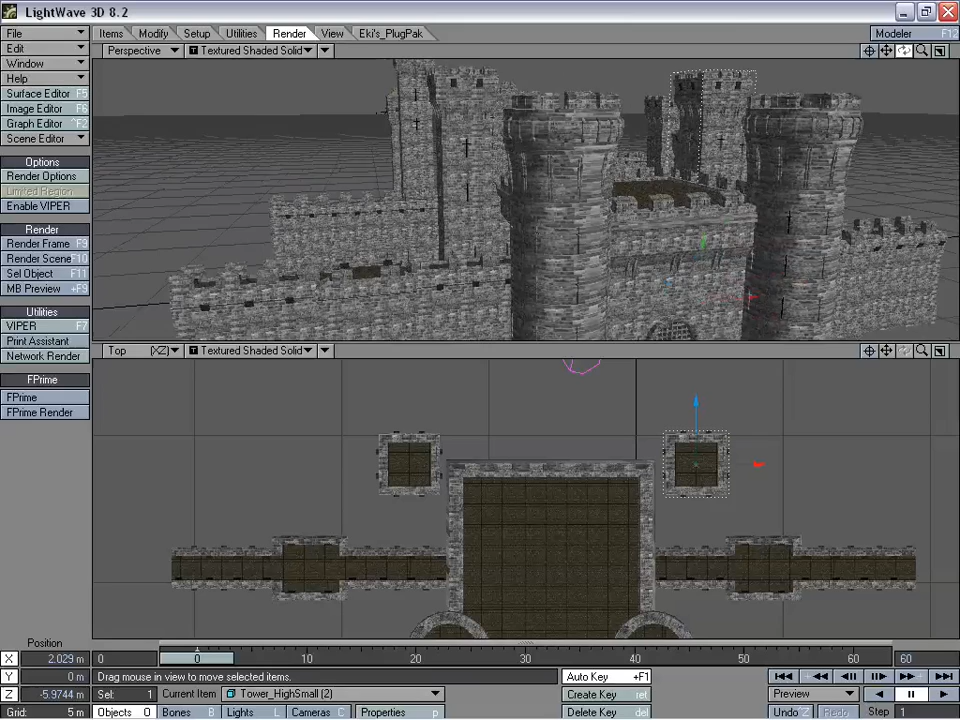 LightWave 3D 8.2
File Items Modify Setup Utilities Render View Eki's_PlugPak Modeler F12
Edit Perspective Textured Shaded Solid
Window
Help
Surface Editor F5
Image Editor F6
Graph Editor ^F2
Scene Editor
Options
Render Options
Limited Region
Enable VIPER
Render
Render Frame F9
Render Scene F10
Sel Object F11
MB Preview +F9
Utilities
VIPER F7
Print Assistant
Network Render
Top (XZ) Textured Shaded Solid
FPrime
FPrime
FPrime Render
Position
X 2.029 m 0 0 10 20 30 40 50 60 60
Y 0 m Drag mouse in view to move selected items. Auto Key +F1
Z -5.9744 m Sel: 1 Current Item Tower_HighSmall (2) Create Key ret Preview
Grid: 5 m Objects O Bones B Lights L Cameras C Properties p Delete Key del Undo ^Z Redo Step 1